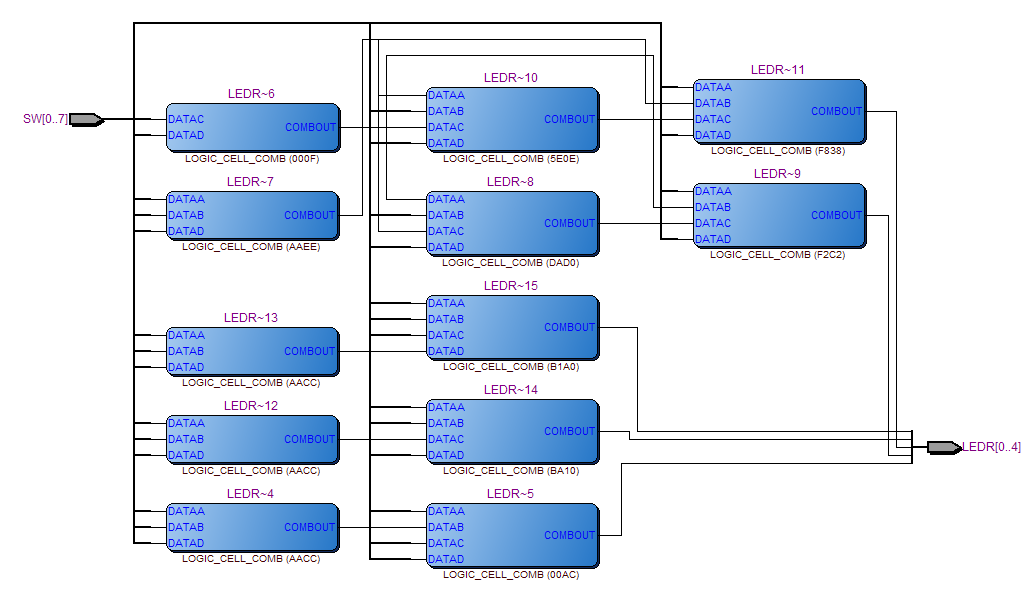 SW[0..7]
LEDR~6
DATAC
DATAD
COMBOUT
LOGIC_CELL_COMB (000F)
LEDR~7
DATAA
DATAB
DATAD
COMBOUT
LOGIC_CELL_COMB (AAEE)
LEDR~13
DATAA
DATAB
DATAD
COMBOUT
LOGIC_CELL_COMB (AACC)
LEDR~12
DATAA
DATAB
DATAD
COMBOUT
LOGIC_CELL_COMB (AACC)
LEDR~4
DATAA
DATAB
DATAD
COMBOUT
LOGIC_CELL_COMB (AACC)
LEDR~10
DATAA
DATAB
DATAC
DATAD
COMBOUT
LOGIC_CELL_COMB (5E0E)
LEDR~8
DATAA
DATAB
DATAC
DATAD
COMBOUT
LOGIC_CELL_COMB (DAD0)
LEDR~15
DATAA
DATAB
DATAC
DATAD
COMBOUT
LOGIC_CELL_COMB (B1A0)
LEDR~14
DATAA
DATAB
DATAC
DATAD
COMBOUT
LOGIC_CELL_COMB (BA10)
LEDR~5
DATAA
DATAB
DATAC
DATAD
COMBOUT
LOGIC_CELL_COMB (00AC)
LEDR~11
DATAA
DATAB
DATAC
DATAD
COMBOUT
LOGIC_CELL_COMB (F838)
LEDR~9
DATAA
DATAB
DATAC
DATAD
COMBOUT
LOGIC_CELL_COMB (F2C2)
LEDR[0..4]